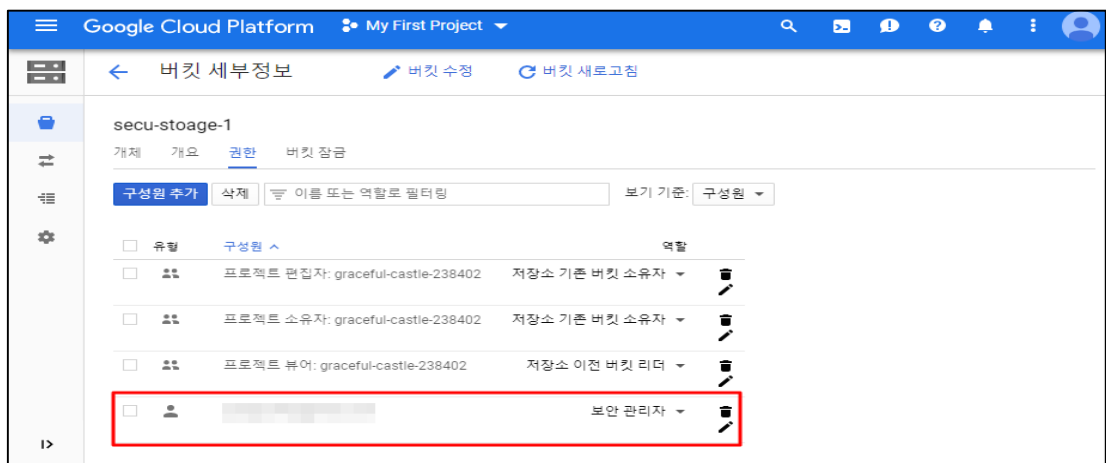 Google Cloud Platform My First Project
버킷 세부정보 버킷 수정 버킷 새로고침
secu-stoage-1
개체 개요 권한 버킷 잠금
구성원 추가 삭제 이름 또는 역할로 필터링 보기 기준: 구성원
유형 구성원 역할
프로젝트 편집자: graceful-castle-238402 저장소 기존 버킷 소유자
프로젝트 소유자: graceful-castle-238402 저장소 기존 버킷 소유자
프로젝트 뷰어: graceful-castle-238402 저장소 이전 버킷 리더
보안 관리자